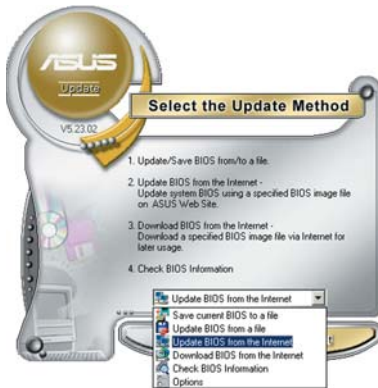 ASUS
Update
V5.23.02
Select the Update Method
1. Update/Save BIOS from/to a file.
2. Update BIOS from the Internet -
Update system BIOS using a specified BIOS image file
on ASUS Web Site.
3. Download BIOS from the Internet -
Download a specified BIOS image file via Internet for
later usage.
4. Check BIOS Information
Update BIOS from the Internet
Save current BIOS to a file
Update BIOS from a file
Update BIOS from the Internet
Download BIOS from the Internet
Check BIOS Information
Options